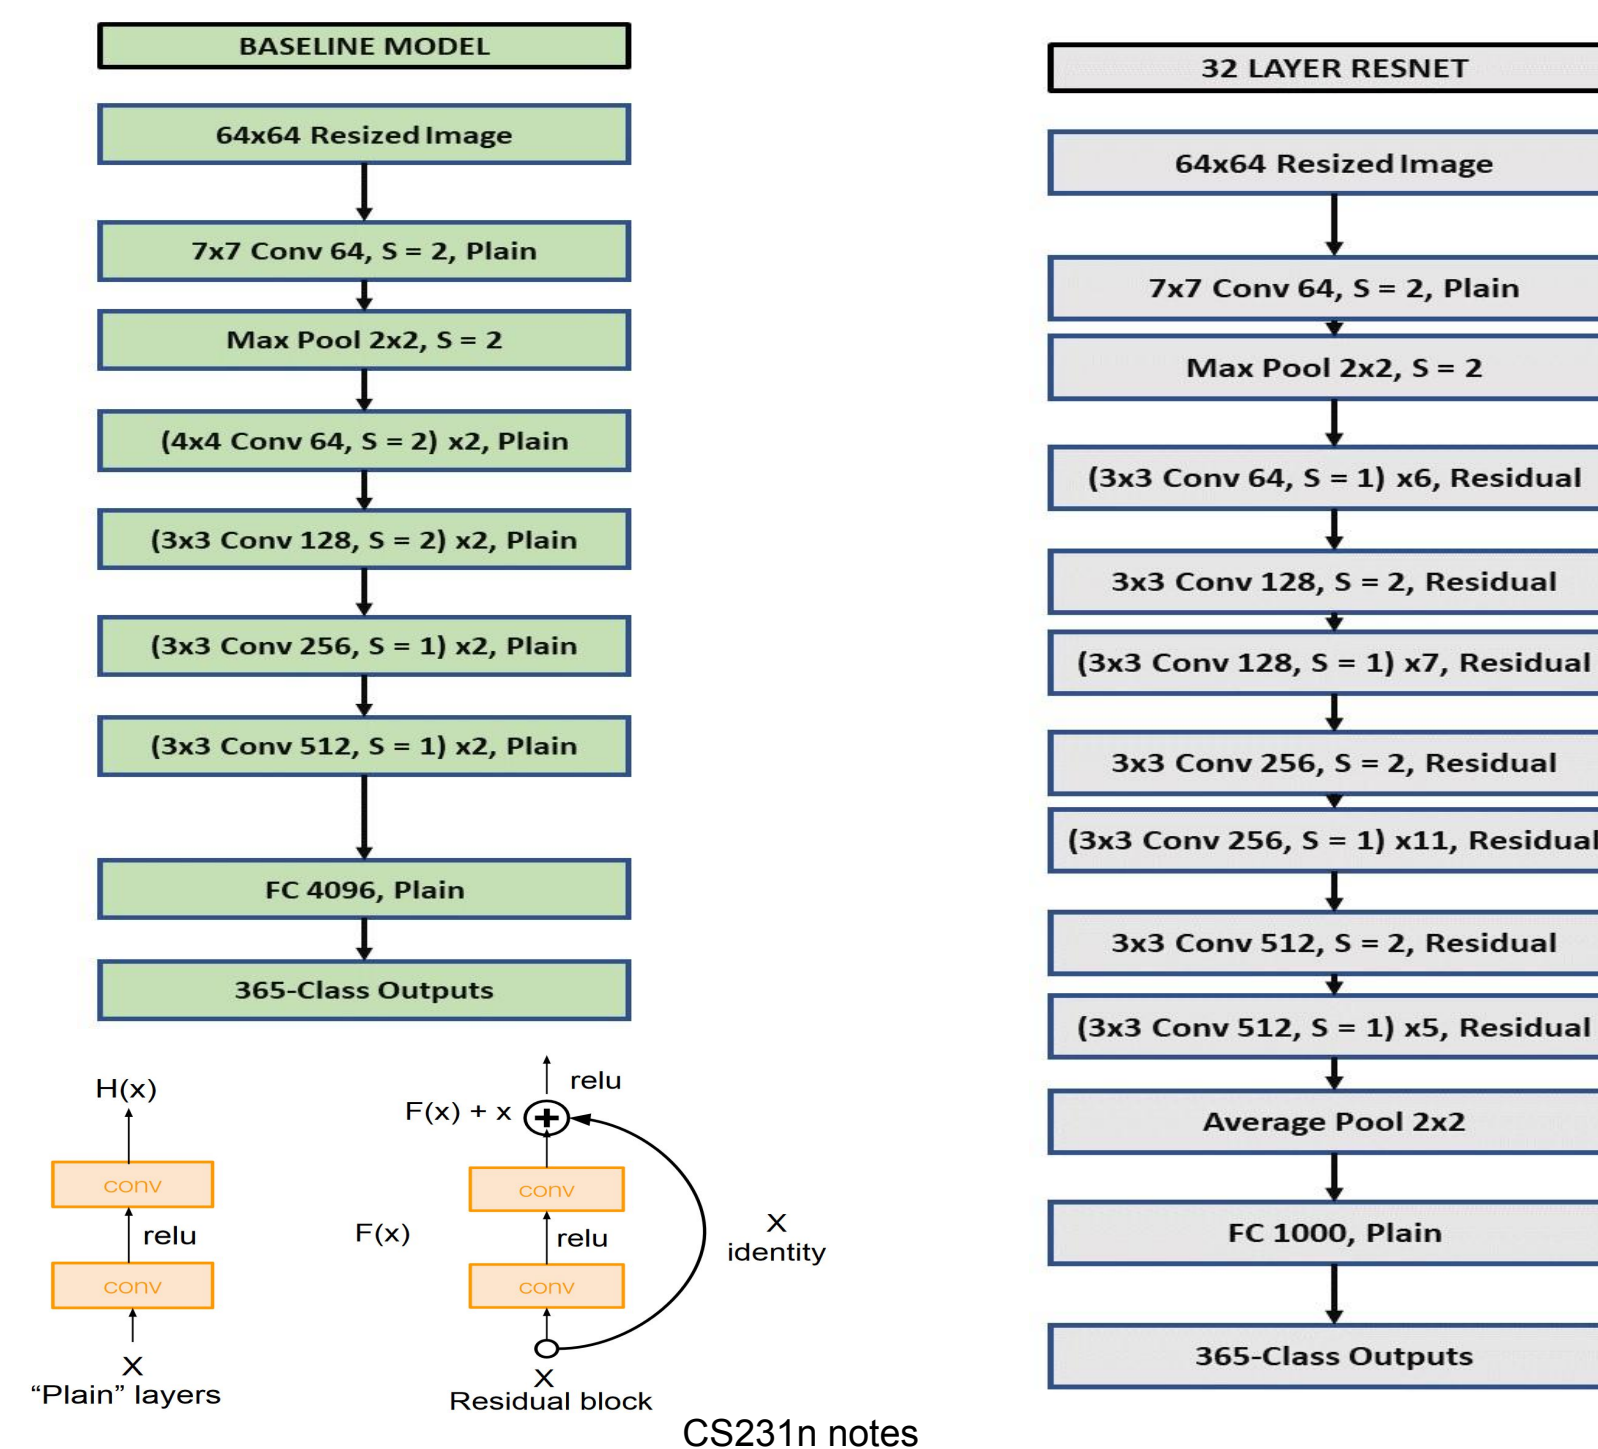 BASELINE MODEL
64x64 Resized Image
7x7 Conv 64, S = 2, Plain
Max Pool 2x2, S = 2
(4x4 Conv 64, S = 2) x2, Plain
(3x3 Conv 128, S = 2) x2, Plain
(3x3 Conv 256, S = 1) x2, Plain
(3x3 Conv 512, S = 1) x2, Plain
FC 4096, Plain
365-Class Outputs
32 LAYER RESNET
64x64 Resized Image
7x7 Conv 64, S = 2, Plain
Max Pool 2x2, S = 2
(3x3 Conv 64, S = 1) x6, Residual
3x3 Conv 128, S = 2, Residual
(3x3 Conv 128, S = 1) x7, Residual
3x3 Conv 256, S = 2, Residual
(3x3 Conv 256, S = 1) x11, Residual
3x3 Conv 512, S = 2, Residual
(3x3 Conv 512, S = 1) x5, Residual
Average Pool 2x2
FC 1000, Plain
365-Class Outputs
H(x)
conv
relu
conv
X
“Plain” layers
relu
F(x) + x
conv
F(x)
relu
X
identity
conv
X
Residual block
CS231n notes